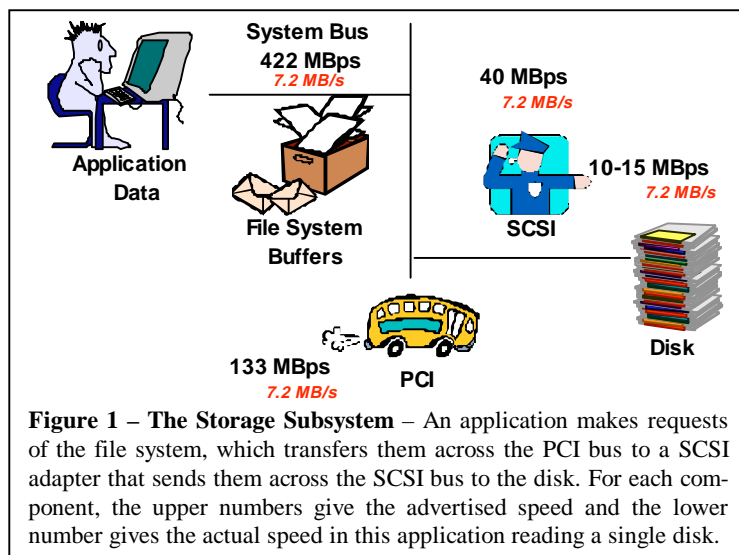 System Bus
422 MBps
7.2 MB/s
40 MBps
7.2 MB/s
Application
Data
File System
Buffers
10-15 MBps
7.2 MB/s
SCSI
Disk
133 MBps
7.2 MB/s
PCI
Figure 1 – The Storage Subsystem – An application makes requests
of the file system, which transfers them across the PCI bus to a SCSI
adapter that sends them across the SCSI bus to the disk. For each com-
ponent, the upper numbers give the advertised speed and the lower
number gives the actual speed in this application reading a single disk.